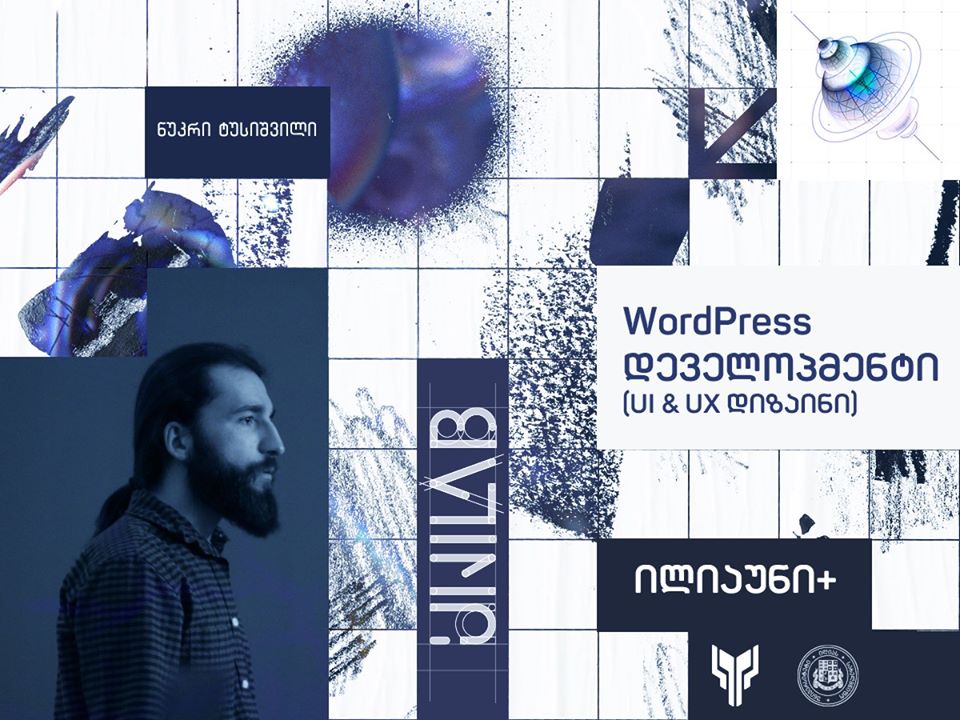 ნუკრი ტუსიშვილი
WordPress
დეველოპმენტი
(UI & UX დიზაინი)
ილიაუნი+